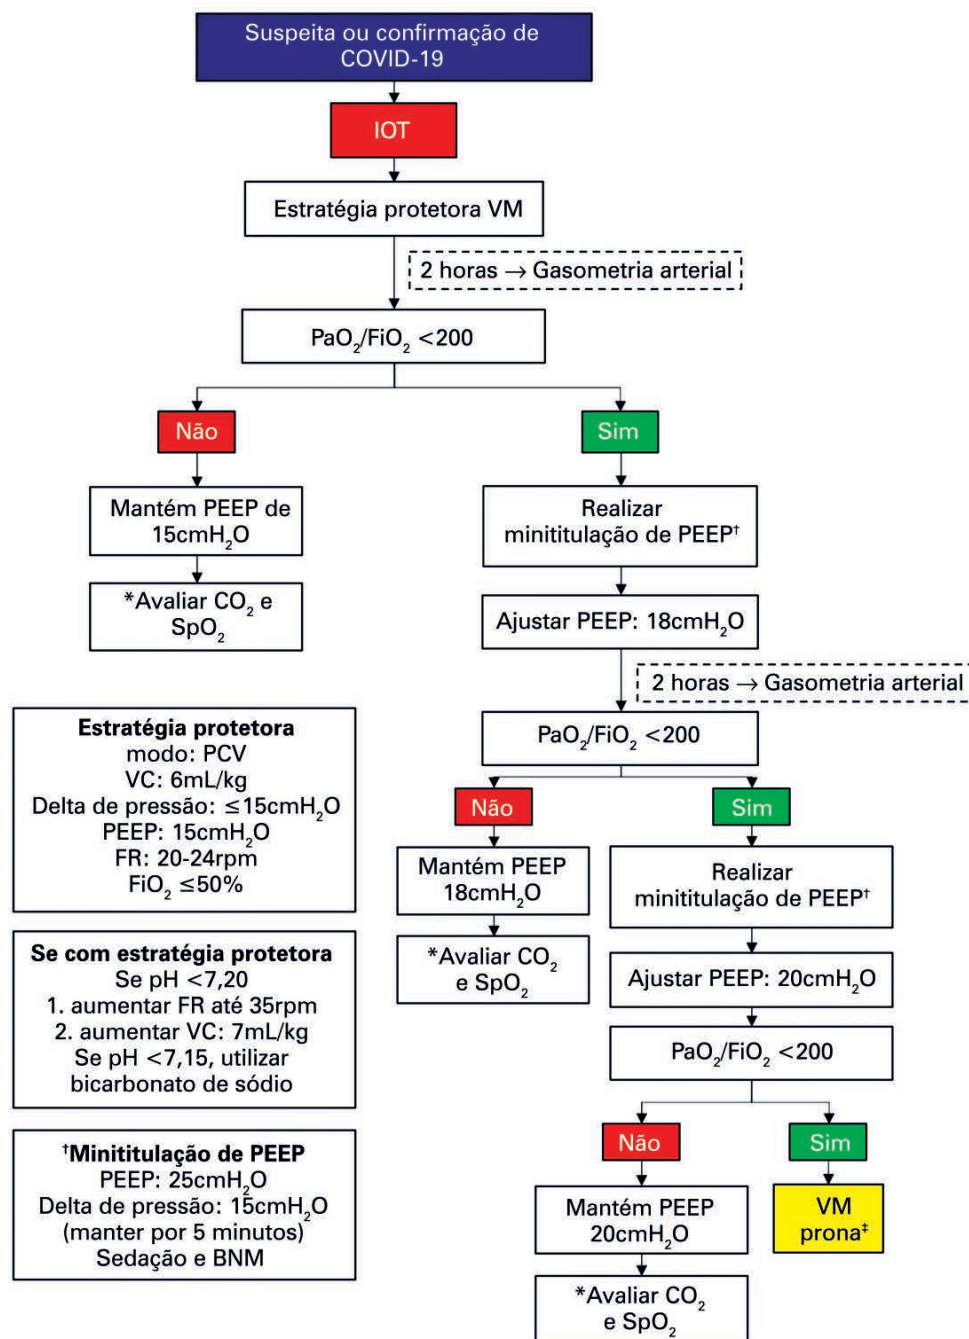 Suspeita ou confirmação de
COVID-19
IOT
Estratégia protetora VM
2 horas → Gasometria arterial
PaO₂/FiO₂ <200
Não
Sim
Mantém PEEP de
15cmH₂O
*Avaliar CO₂ e
SpO₂
Realizar
minititulação de PEEP†
Ajustar PEEP: 18cmH₂O
2 horas → Gasometria arterial
PaO₂/FiO₂ <200
Não
Sim
Mantém PEEP
18cmH₂O
*Avaliar CO₂
e SpO₂
Realizar
minititulação de PEEP†
Ajustar PEEP: 20cmH₂O
PaO₂/FiO₂ <200
Não
Sim
Mantém PEEP
20cmH₂O
*Avaliar CO₂
e SpO₂
VM
prona‡
Estratégia protetora
modo: PCV
VC: 6mL/kg
Delta de pressão: ≤15cmH₂O
PEEP: 15cmH₂O
FR: 20-24rpm
FiO₂ ≤50%
Se com estratégia protetora
Se pH <7,20
1. aumentar FR até 35rpm
2. aumentar VC: 7mL/kg
Se pH <7,15, utilizar
bicarbonato de sódio
†Minititulação de PEEP
PEEP: 25cmH₂O
Delta de pressão: 15cmH₂O
(manter por 5 minutos)
Sedação e BNM